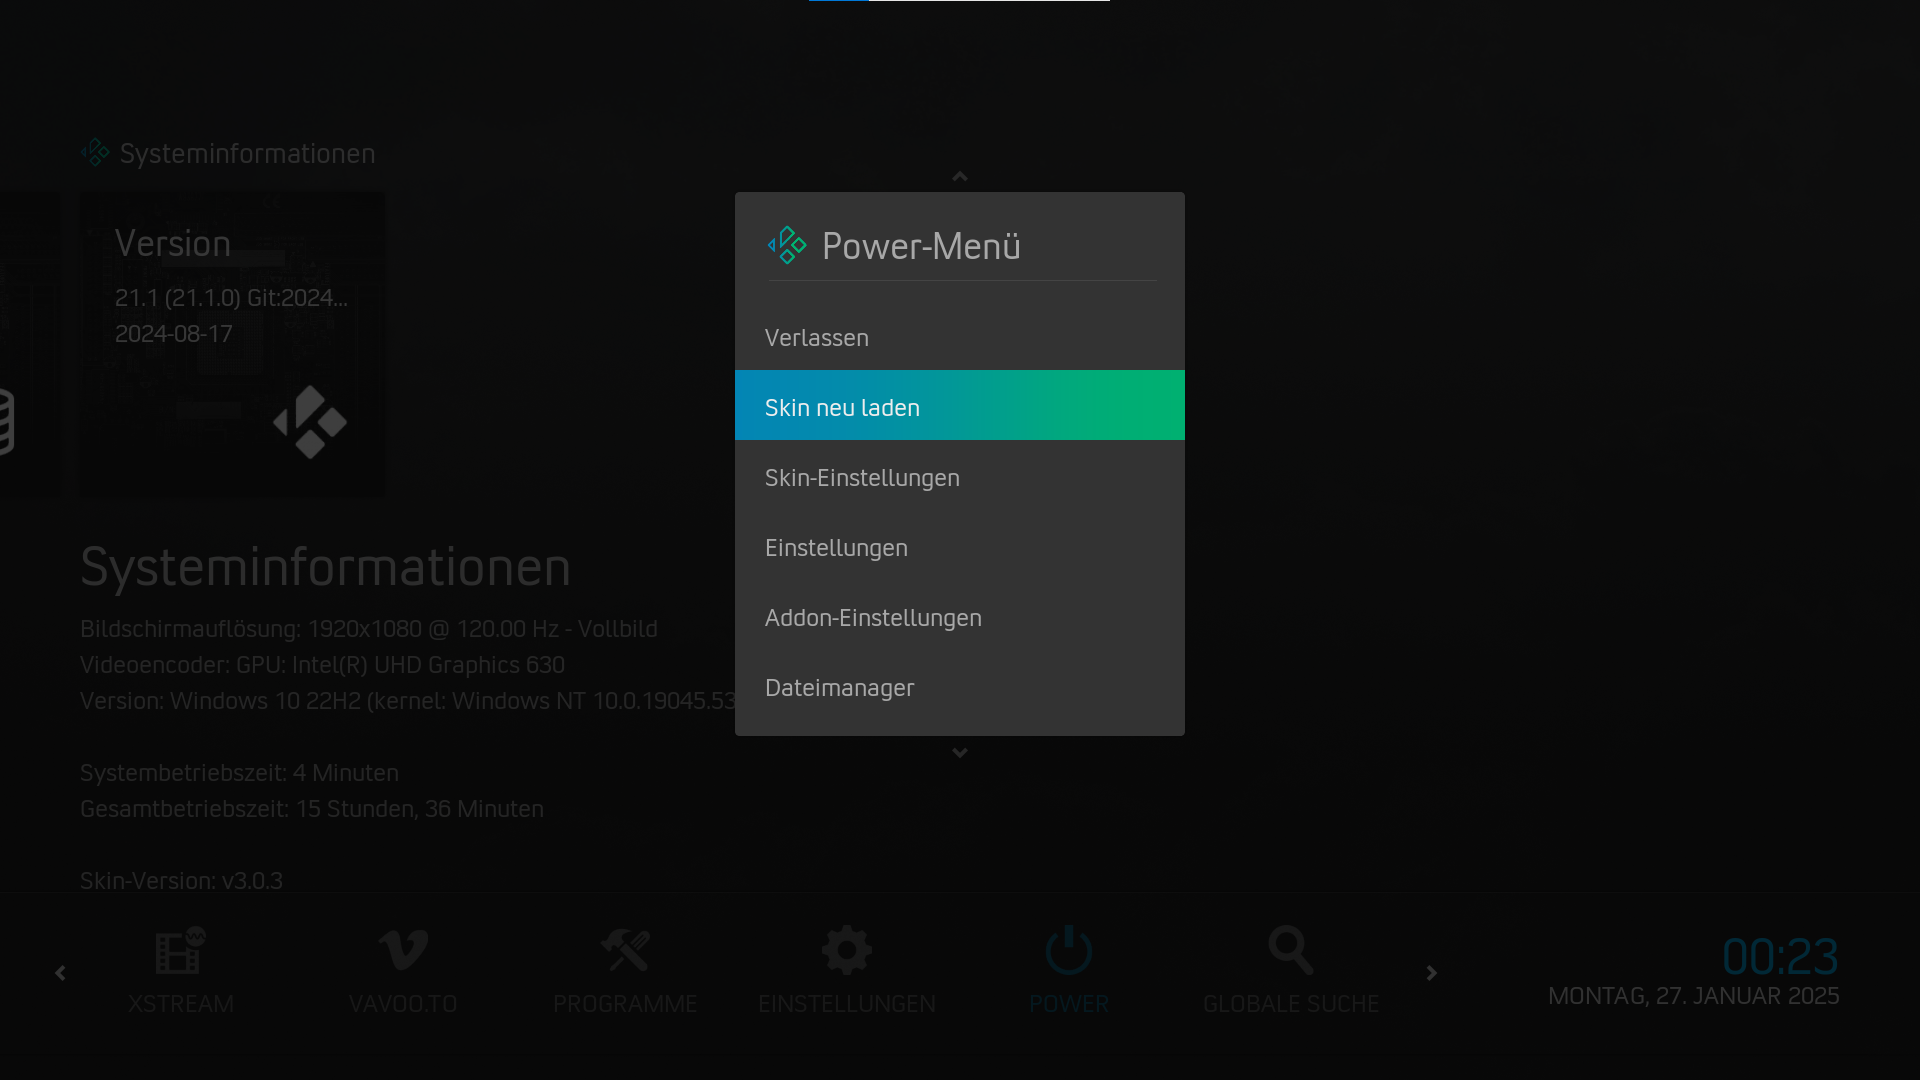 Systeminformationen
Version
21.1 (21.1.0) Git:2024...
2024-08-17
Power-Menü
Verlassen
Skin neu laden
Skin-Einstellungen
Einstellungen
Addon-Einstellungen
Dateimanager
Systeminformationen
Bildschirmauflösung: 1920x1080 @ 120.00 Hz - Vollbild
Videoencoder: GPU: Intel(R) UHD Graphics 630
Version: Windows 10 22H2 (kernel: Windows NT 10.0.19045.53
Systembetriebszeit: 4 Minuten
Gesamtbetriebszeit: 15 Stunden, 36 Minuten
Skin-Version: v3.0.3
XSTREAM
VAVOO.TO
PROGRAMME
EINSTELLUNGEN
POWER
GLOBALE SUCHE
00:23
MONTAG, 27. JANUAR 2025